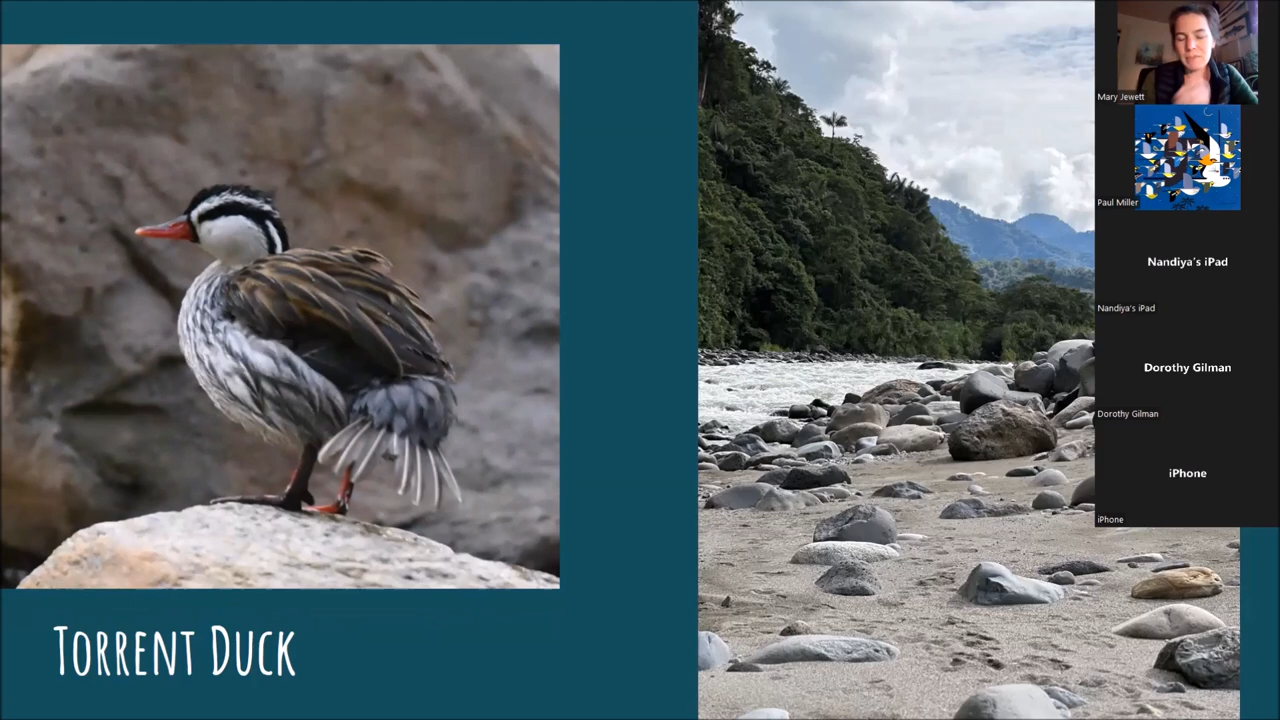 Torrent Duck
Mary Jewett
Paul Miller
Nandiya's iPad
Nandiya's iPad
Dorothy Gilman
Dorothy Gilman
iPhone
iPhone